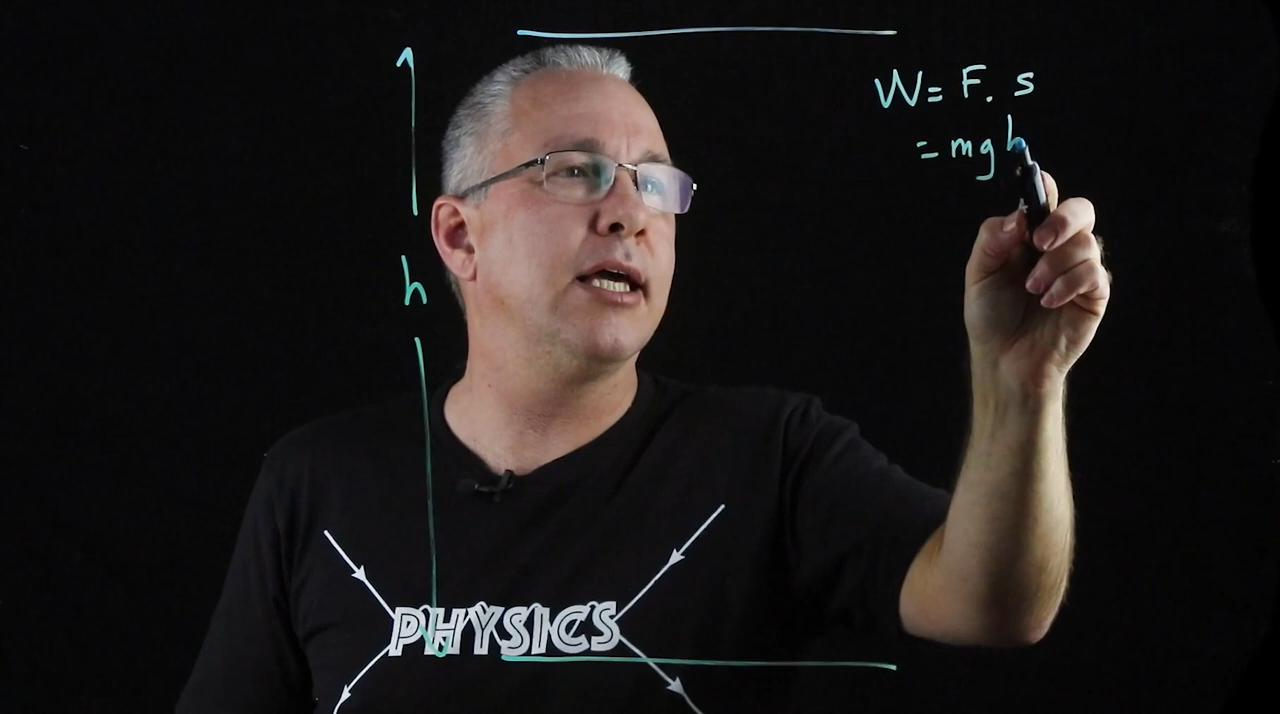 W = F. s
= mgh
h
PHYSICS